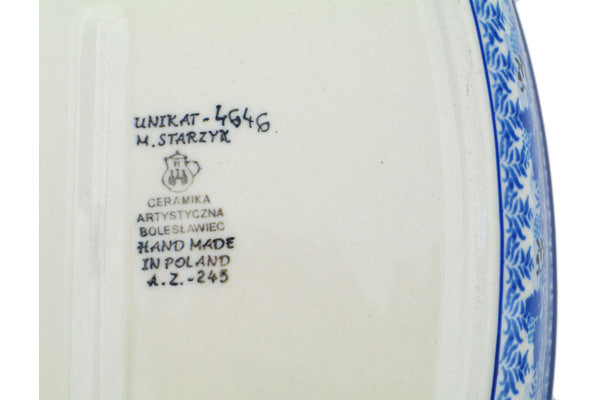 UNIKAT-4646
M. STARZYK
CERAMIKA
ARTYSTYCZNA
BOLESŁAWIEC
HAND MADE
IN POLAND
A.Z.-245